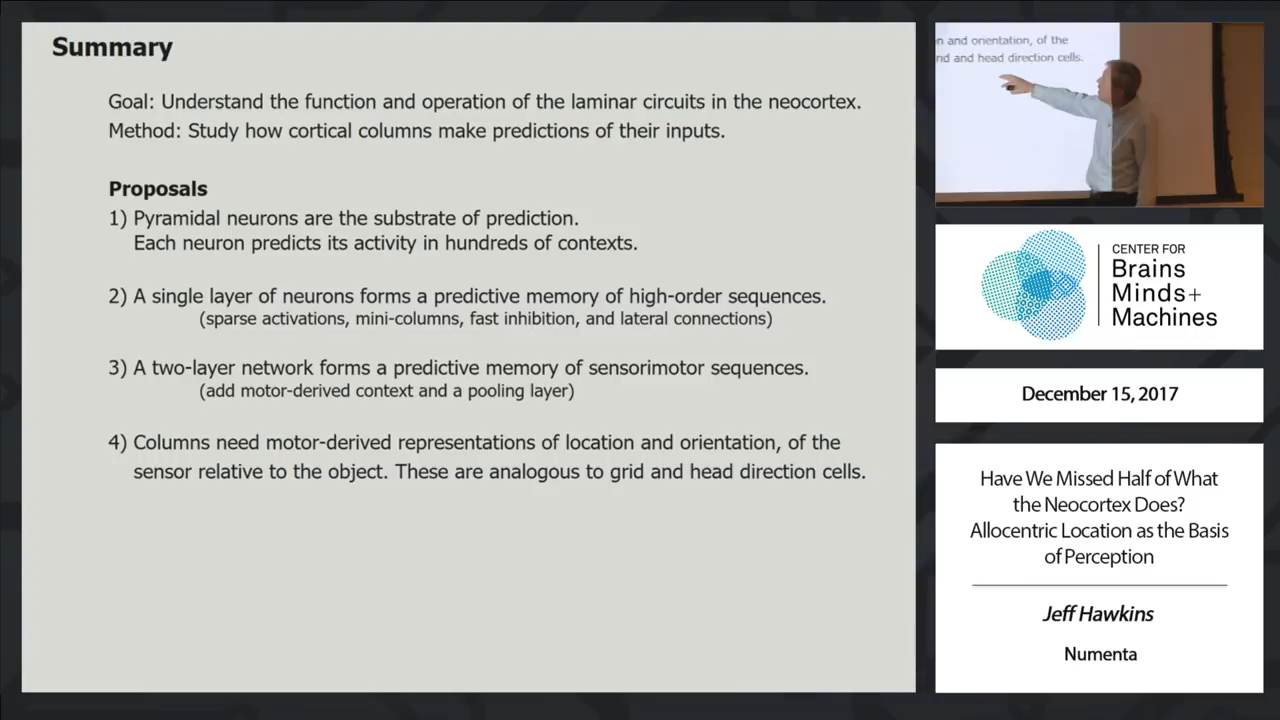 Summary
Goal: Understand the function and operation of the laminar circuits in the neocortex.
Method: Study how cortical columns make predictions of their inputs.
Proposals
1) Pyramidal neurons are the substrate of prediction.
Each neuron predicts its activity in hundreds of contexts.
2) A single layer of neurons forms a predictive memory of high-order sequences.
(sparse activations, mini-columns, fast inhibition, and lateral connections)
3) A two-layer network forms a predictive memory of sensorimotor sequences.
(add motor-derived context and a pooling layer)
4) Columns need motor-derived representations of location and orientation, of the
sensor relative to the object. These are analogous to grid and head direction cells.
n and orientation, of the
rid and head direction cells.
CENTER FOR
Brains
Minds+
Machines
December 15, 2017
Have We Missed Half of What
the Neocortex Does?
Allocentric Location as the Basis
of Perception
Jeff Hawkins
Numenta